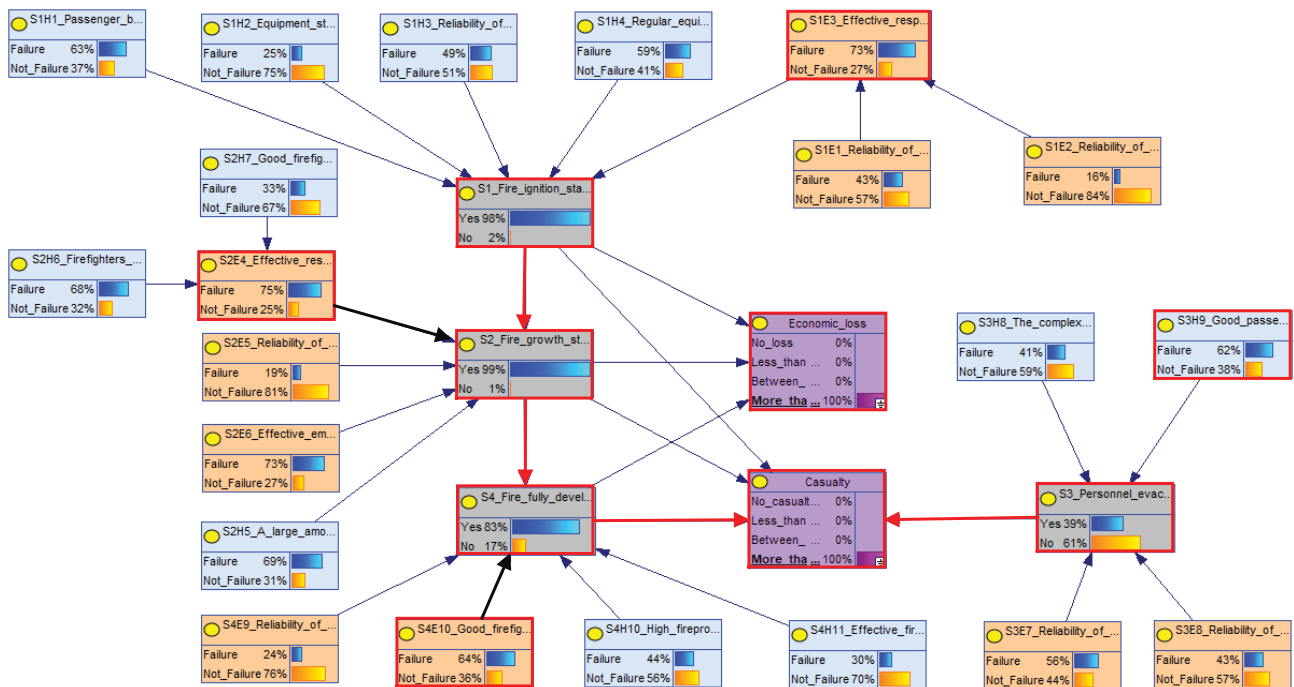 S1H1_Passenger_b...
Failure 63%
Not_Failure 37%
S1H2_Equipment_st...
Failure 25%
Not_Failure 75%
S1H3_Reliability_of...
Failure 49%
Not_Failure 51%
S1H4_Regular_equi...
Failure 59%
Not_Failure 41%
S1E3_Effective_resp...
Failure 73%
Not_Failure 27%
S2H7_Good_firefig...
Failure 33%
Not_Failure 67%
S1_Fire_ignition_sta...
Yes 98%
No 2%
S1E1_Reliability_of_...
Failure 43%
Not_Failure 57%
S1E2_Reliability_of_...
Failure 16%
Not_Failure 84%
S2H6_Firefighters_...
Failure 68%
Not_Failure 32%
S2E4_Effective_res...
Failure 75%
Not_Failure 25%
S2E5_Reliability_of_...
Failure 19%
Not_Failure 81%
S2_Fire_growth_st...
Yes 99%
No 1%
Economic_loss
No_loss 0%
Less_than ... 0%
Between_ ... 0%
More_tha ... 100%
S3H8_The_complex...
Failure 41%
Not_Failure 59%
S3H9_Good_passe...
Failure 62%
Not_Failure 38%
S2E6_Effective_em...
Failure 73%
Not_Failure 27%
S2H5_A_large_amo...
Failure 69%
Not_Failure 31%
S4_Fire_fully_devel...
Yes 83%
No 17%
Casualty
No_casualt... 0%
Less_than ... 0%
Between_ ... 0%
More_tha ... 100%
S3_Personnel_evac...
Yes 39%
No 61%
S4E9_Reliability_of_...
Failure 24%
Not_Failure 76%
S4E10_Good_firefig...
Failure 64%
Not_Failure 36%
S4H10_High_firepro...
Failure 44%
Not_Failure 56%
S4H11_Effective_fir...
Failure 30%
Not_Failure 70%
S3E7_Reliability_of_...
Failure 56%
Not_Failure 44%
S3E8_Reliability_of_...
Failure 43%
Not_Failure 57%